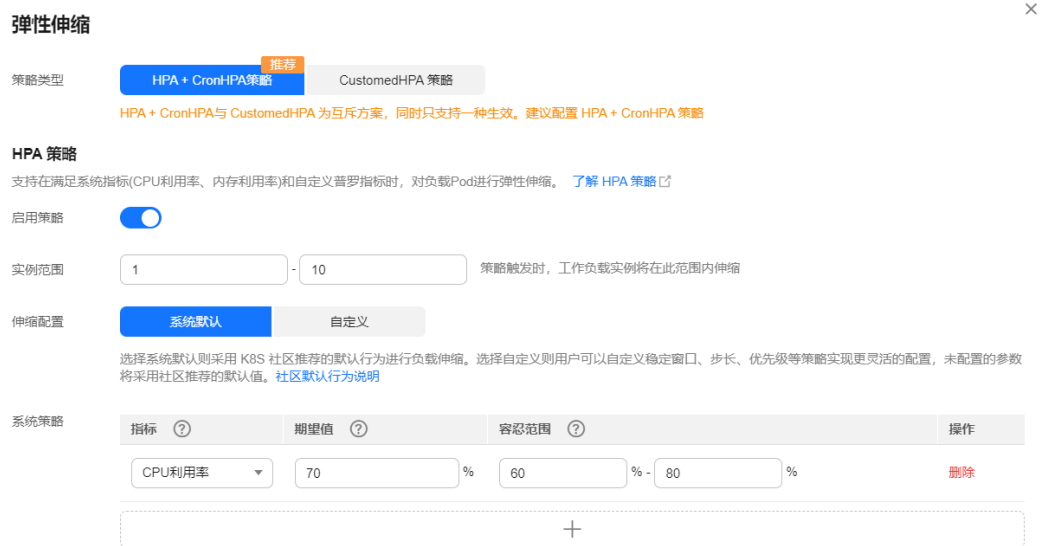 弹性伸缩
推荐
策略类型 HPA + CronHPA策略 CustomedHPA 策略
HPA + CronHPA与 CustomedHPA 为互斥方案，同时只支持一种生效。建议配置 HPA + CronHPA 策略
HPA 策略
支持在满足系统指标(CPU利用率、内存利用率)和自定义普罗指标时，对负载Pod进行弹性伸缩。 了解 HPA 策略
启用策略
实例范围 1 - 10 策略触发时，工作负载实例将在此范围内伸缩
伸缩配置 系统默认 自定义
选择系统默认则采用 K8S 社区推荐的默认行为进行负载伸缩。选择自定义则用户可以自定义稳定窗口、步长、优先级等策略实现更灵活的配置，未配置的参数
将采用社区推荐的默认值。社区默认行为说明
系统策略 指标 ? 期望值 ? 容忍范围 ? 操作
CPU利用率 70 % 60 % - 80 % 删除